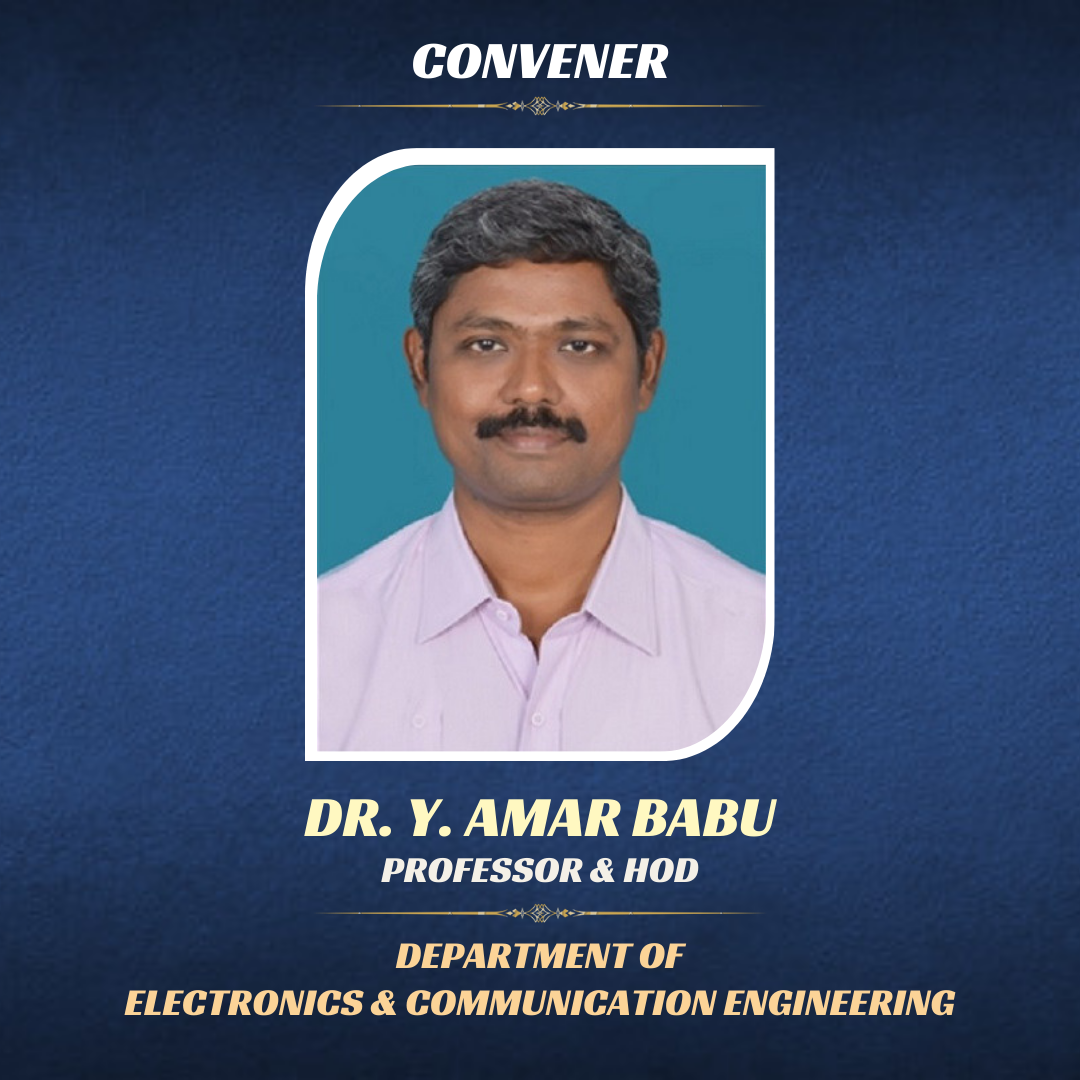 CONVENER
DR. Y. AMAR BABU
PROFESSOR & HOD
DEPARTMENT OF
ELECTRONICS & COMMUNICATION ENGINEERING